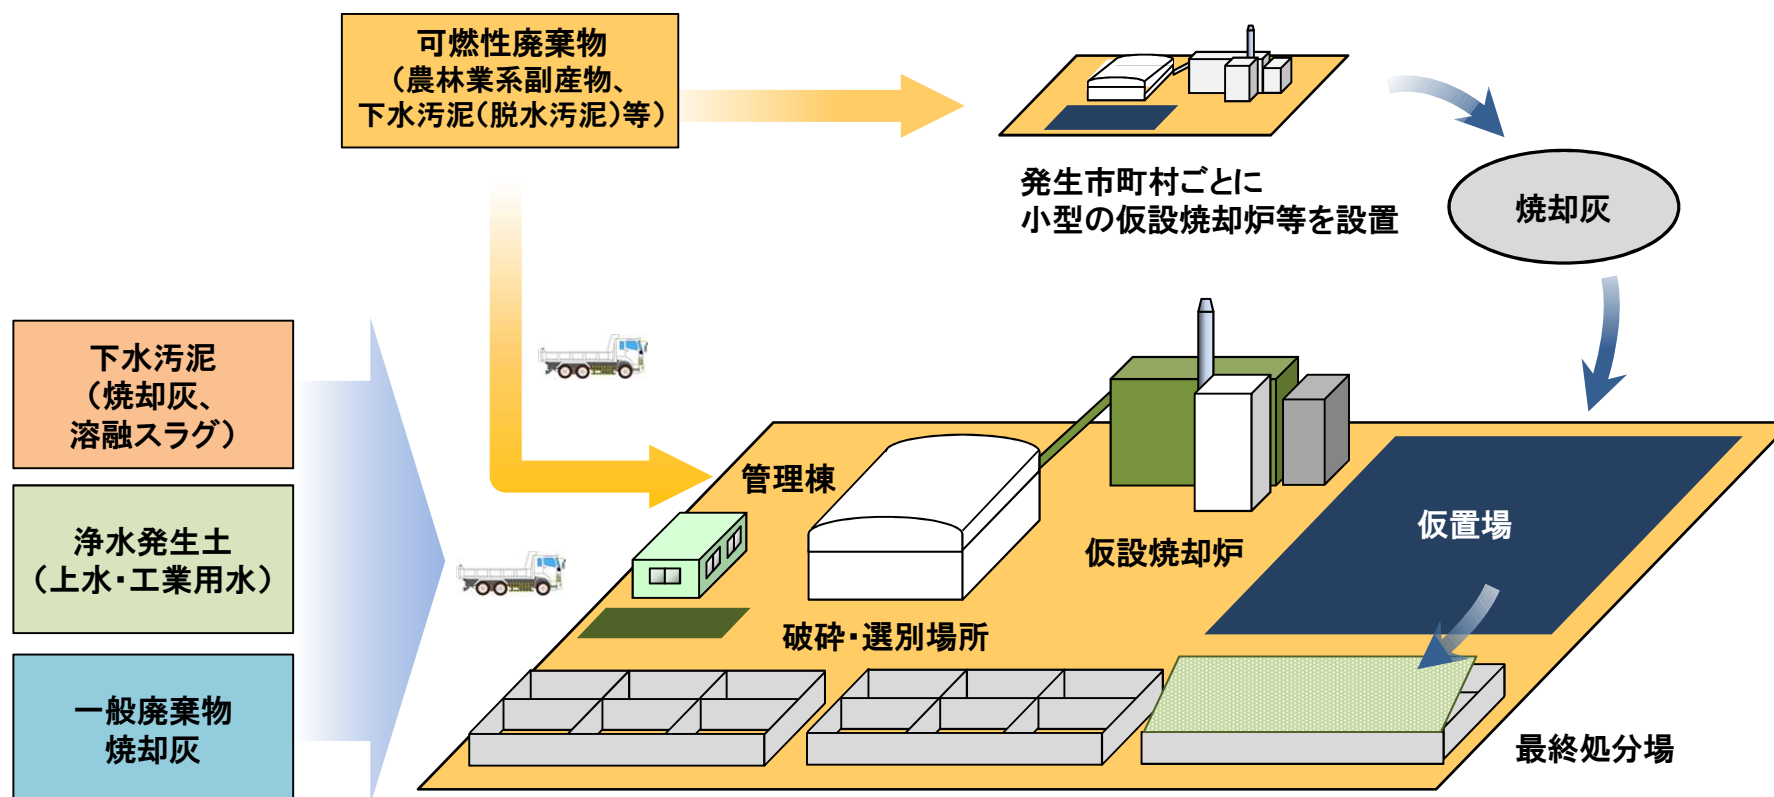 可燃性廃棄物
（農林業系副産物、
下水汚泥（脱水汚泥）等）
発生市町村ごとに
小型の仮設焼却炉等を設置
焼却灰
下水汚泥
（焼却灰、
溶融スラグ）
浄水発生土
（上水・工業用水）
一般廃棄物
焼却灰
管理棟
仮設焼却炉
仮置場
破砕・選別場所
最終処分場